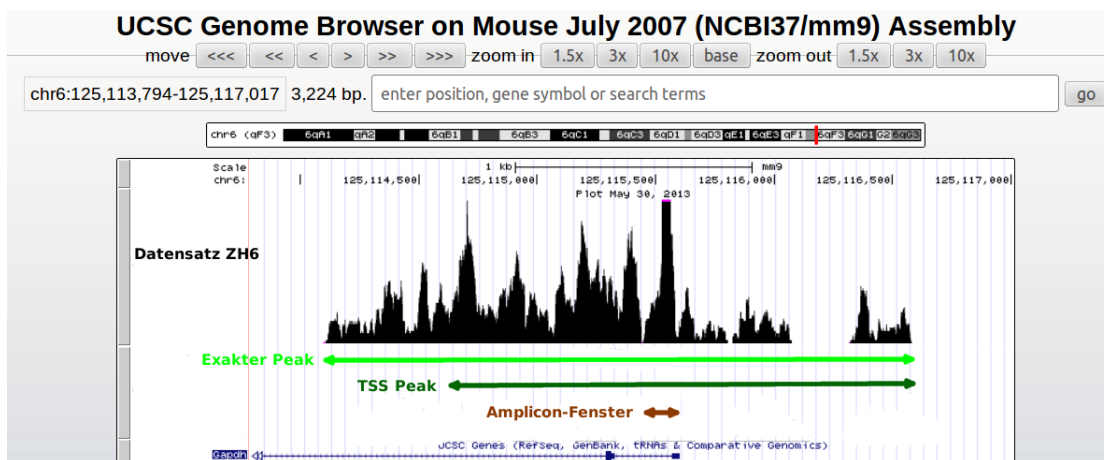 UCSC Genome Browser on Mouse July 2007 (NCBI37/mm9) Assembly
move <<< << < > >> >>> zoom in 1.5x 3x 10x base zoom out 1.5x 3x 10x
chr6:125,113,794-125,117,017 3,224 bp. enter position, gene symbol or search terms go
chr6 (qF3) 6qA1 qA2 6qB1 6qB3 6qC1 6qC3 6qD1 6qD3 qE1 6qE3 qF1 6qF3 6qG1 G2 6qG3
Scale 1 kb mm9
chr6: 125,114,500 125,115,000 125,115,500 125,116,000 125,116,500 125,117,000
Plot May 30, 2013
Datensatz ZH6
Exakter Peak
TSS Peak
Amplicon-Fenster
UCSC Genes (RefSeq, GenBank, tRNAs & Comparative Genomics)
Gapdh